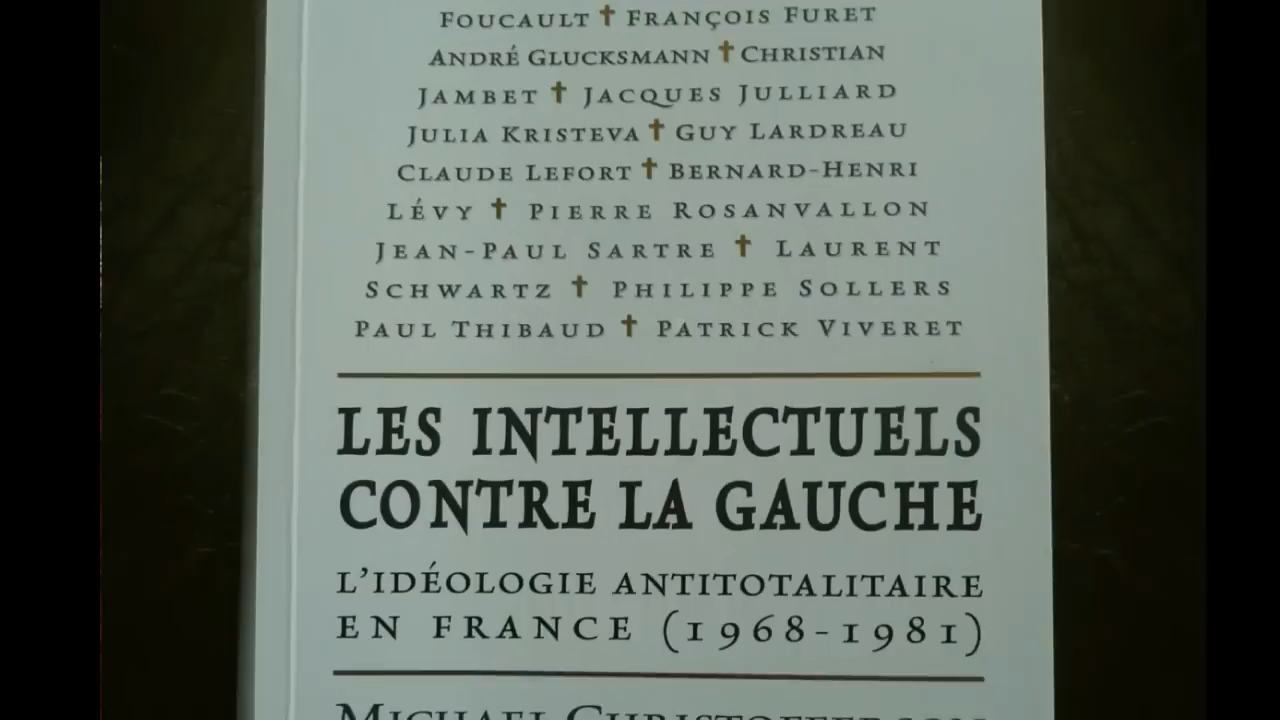 FOUCAULT † FRANÇOIS FURET
ANDRÉ GLUCKSMANN † CHRISTIAN
JAMBET † JACQUES JULLIARD
JULIA KRISTEVA † GUY LARDREAU
CLAUDE LEFORT † BERNARD-HENRI
LÉVY † PIERRE ROSANVALLON
JEAN-PAUL SARTRE † LAURENT
SCHWARTZ † PHILIPPE SOLLERS
PAUL THIBAUD † PATRICK VIVERET
LES INTELLECTUELS
CONTRE LA GAUCHE
L'IDÉOLOGIE ANTITOTALITAIRE
EN FRANCE (1968-1981)
MICHAEL CHRISTOFFERSON